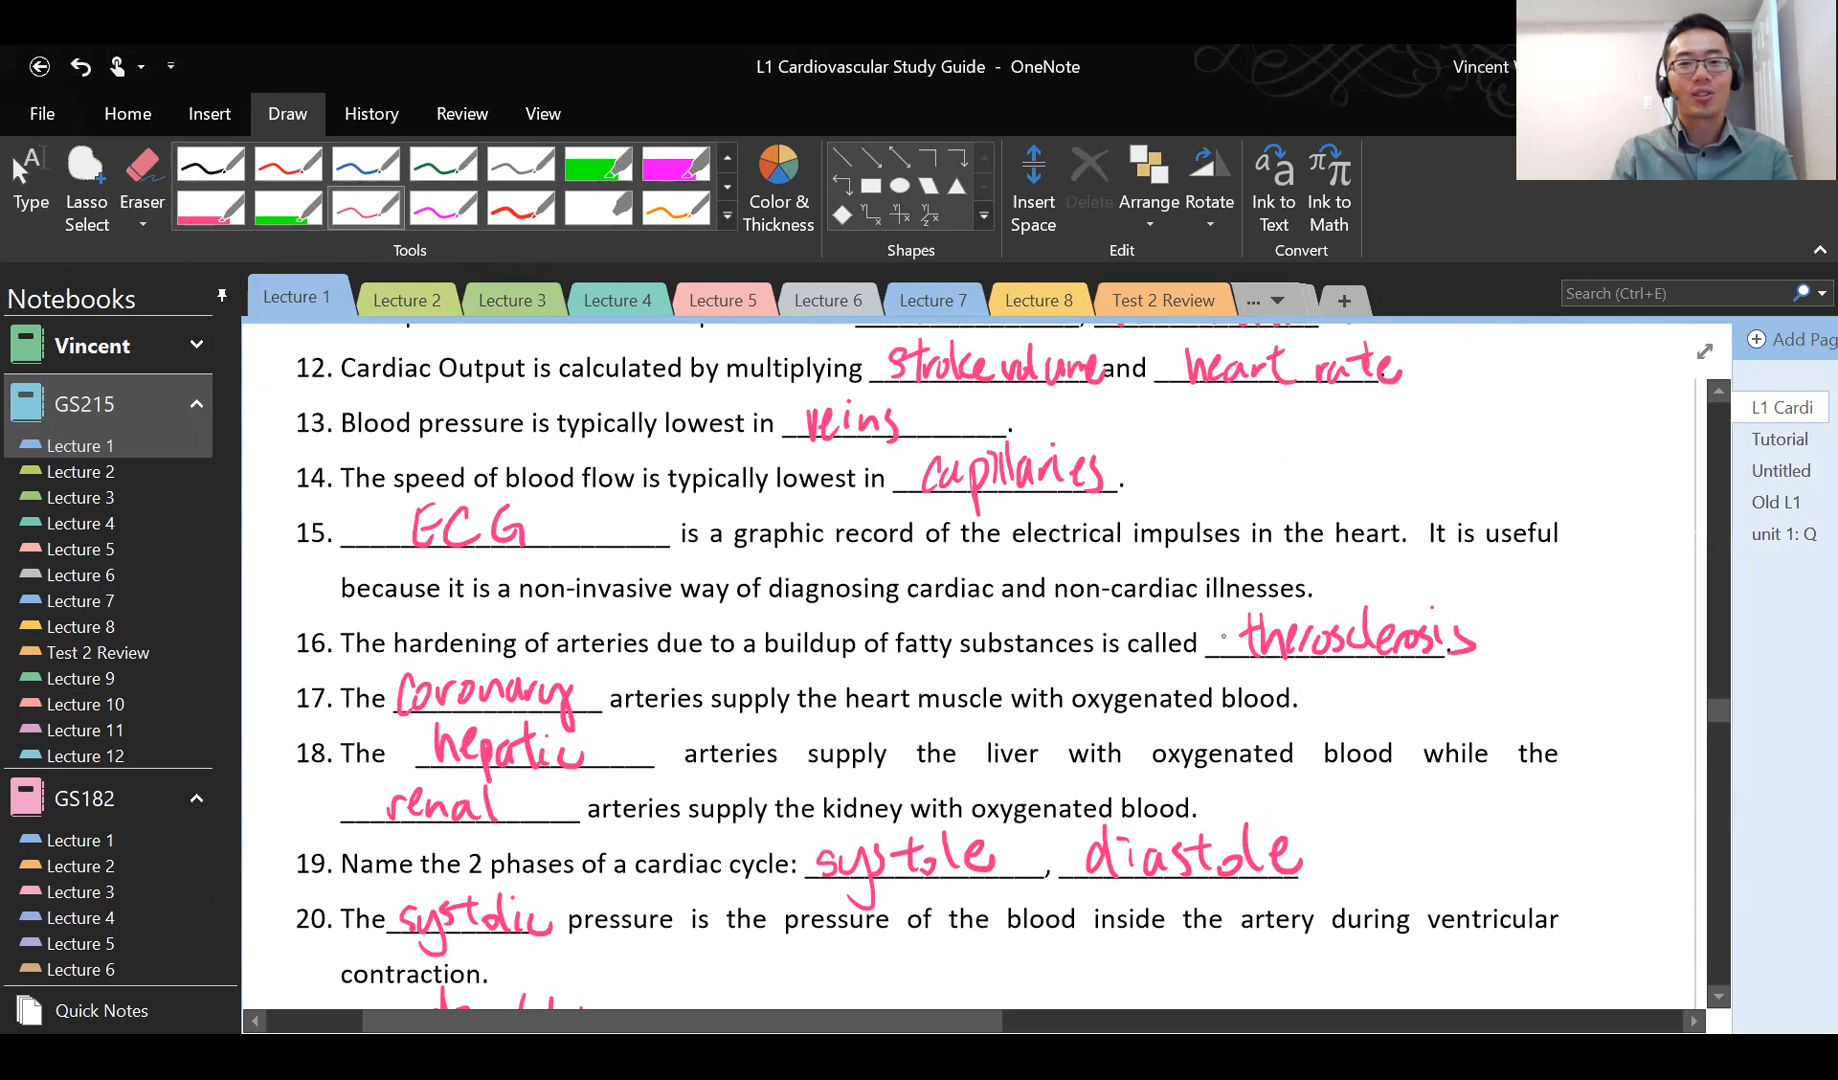 L1 Cardiovascular Study Guide - OneNote
Vincent
File Home Insert Draw History Review View
Type
Lasso Select
Eraser
Color & Thickness
Insert Space
Delete
Arrange
Rotate
Ink to Text
Ink to Math
Tools
Shapes
Edit
Convert
Notebooks
Lecture 1 Lecture 2 Lecture 3 Lecture 4 Lecture 5 Lecture 6 Lecture 7 Lecture 8 Test 2 Review ...
Search (Ctrl+E)
Vincent
GS215
Lecture 1
Lecture 2
Lecture 3
Lecture 4
Lecture 5
Lecture 6
Lecture 7
Lecture 8
Test 2 Review
Lecture 9
Lecture 10
Lecture 11
Lecture 12
GS182
Lecture 1
Lecture 2
Lecture 3
Lecture 4
Lecture 5
Lecture 6
Quick Notes
12. Cardiac Output is calculated by multiplying stroke volume and heart rate
13. Blood pressure is typically lowest in veins.
14. The speed of blood flow is typically lowest in capillaries.
15. ECG is a graphic record of the electrical impulses in the heart. It is useful
because it is a non-invasive way of diagnosing cardiac and non-cardiac illnesses.
16. The hardening of arteries due to a buildup of fatty substances is called therosclerosis.
17. The coronary arteries supply the heart muscle with oxygenated blood.
18. The hepatic arteries supply the liver with oxygenated blood while the
renal arteries supply the kidney with oxygenated blood.
19. Name the 2 phases of a cardiac cycle: systole, diastole
20. The systolic pressure is the pressure of the blood inside the artery during ventricular
contraction.
Add Pag
L1 Cardi
Tutorial
Untitled
Old L1
unit 1: Q